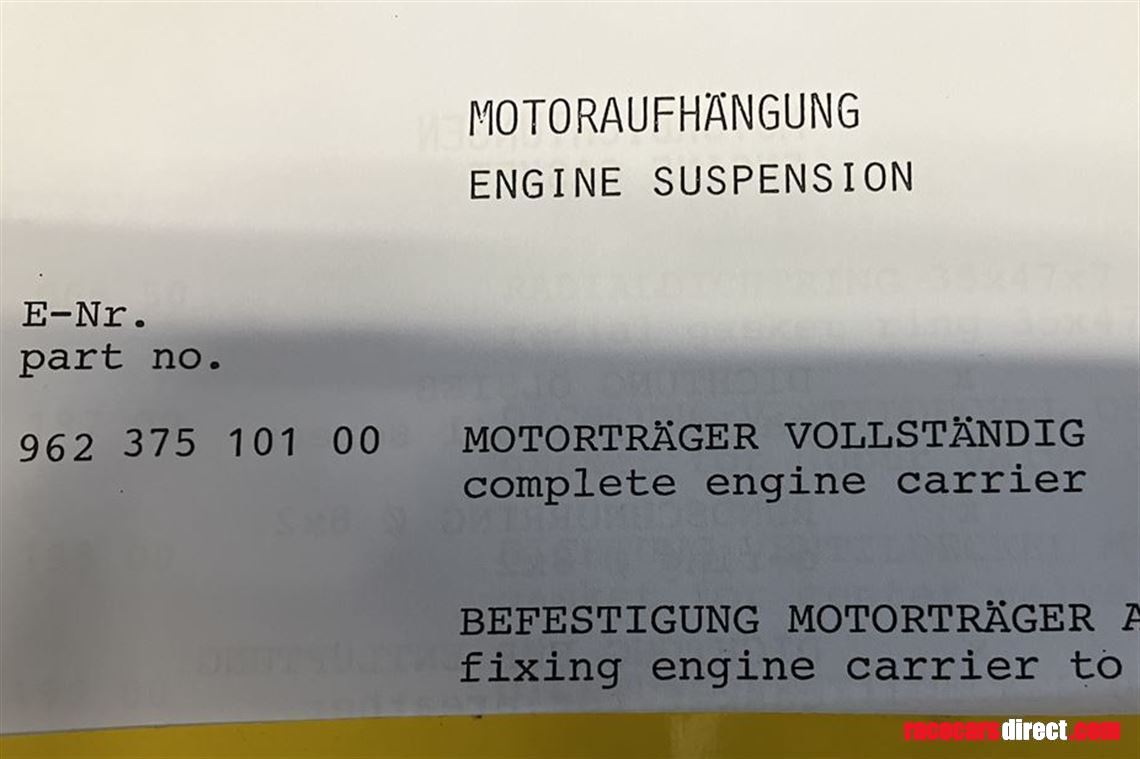 MOTORAUFHÄNGUNG
ENGINE SUSPENSION
E-Nr.
part no.
962 375 101 00 MOTORTRÄGER VOLLSTÄNDIG
complete engine carrier
BEFESTIGUNG MOTORTRÄGER
fixing engine carrier to
racecarsdirect.com